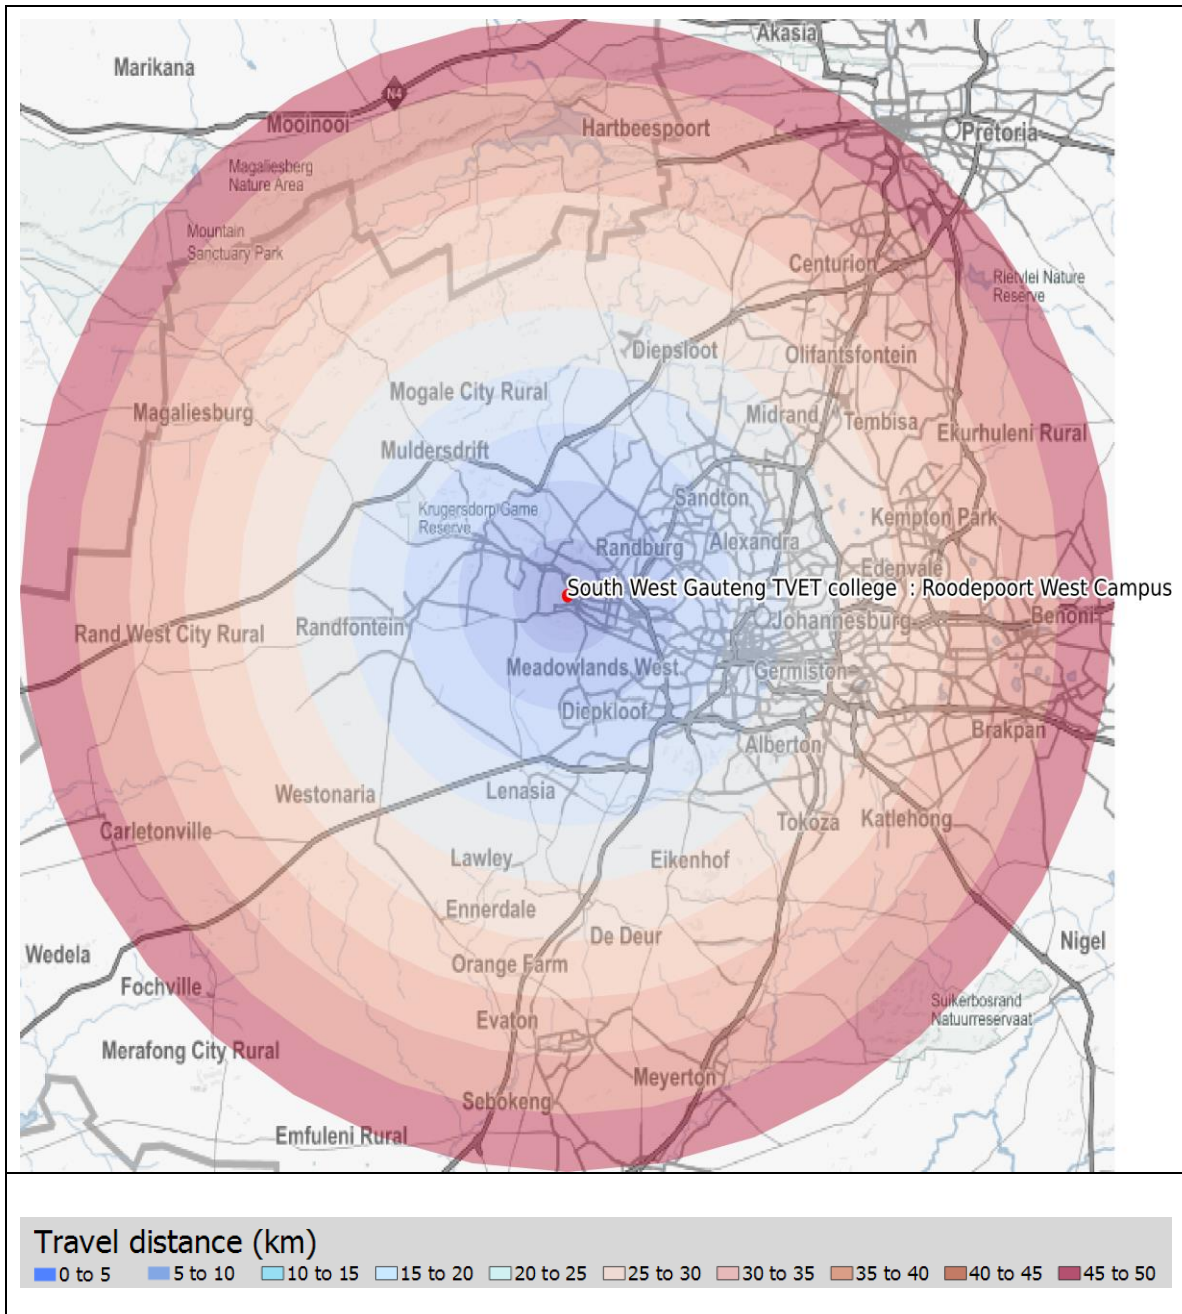 Akasia
Marikana
N4
Mooinooi
Hartbeespoort
Pretoria
Magaliesberg
Nature Area
Mountain
Sanctuary Park
Centurion
Rietvlei Nature
Reserve
Diepsloot
Olifantsfontein
Mogale City Rural
Magaliesburg
Midrand
Tembisa
Ekurhuleni Rural
Muldersdrift
Sandton
Krugersdorp Game
Reserve
Kempton Park
Randburg
Alexandra
Edenvale
South West Gauteng TVET college : Roodepoort West Campus
Rand West City Rural
Randfontein
Johannesburg
Benoni
Meadowlands West
Germiston
Diepkloof
Alberton
Brakpan
Westonaria
Lenasia
Carletonville
Tokoza
Katlehong
Lawley
Eikenhof
Ennerdale
De Deur
Nigel
Wedela
Orange Farm
Fochville
Suikerbosrand
Natuurreservaat
Evaton
Merafong City Rural
Meyerton
Sebokeng
Emfuleni Rural
Travel distance (km)
0 to 5 5 to 10 10 to 15 15 to 20 20 to 25 25 to 30 30 to 35 35 to 40 40 to 45 45 to 50